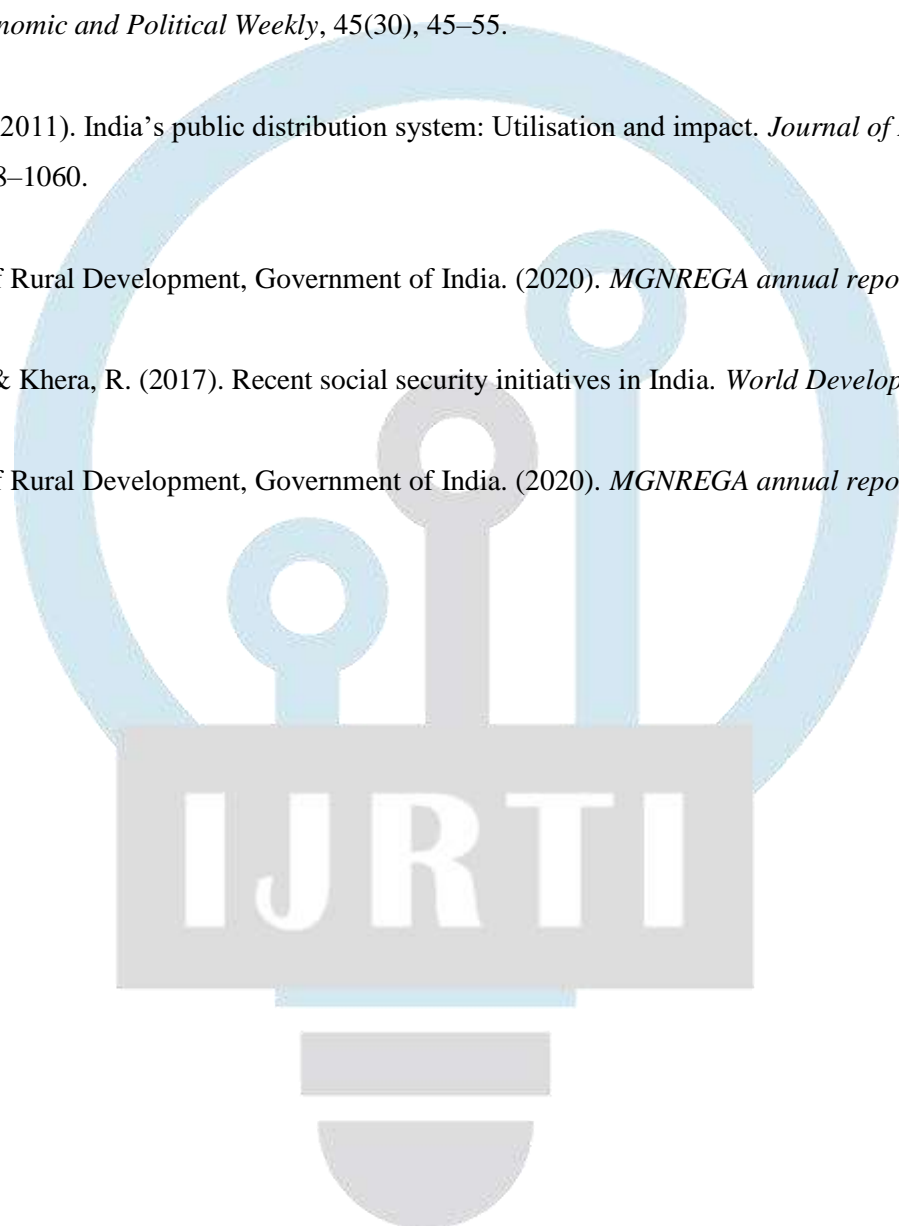 nomic and Political Weekly, 45(30), 45–55.
2011). India’s public distribution system: Utilisation and impact. Journal of
8–1060.
f Rural Development, Government of India. (2020). MGNREGA annual repo
& Khera, R. (2017). Recent social security initiatives in India. World Develop
f Rural Development, Government of India. (2020). MGNREGA annual repo
IJRTI